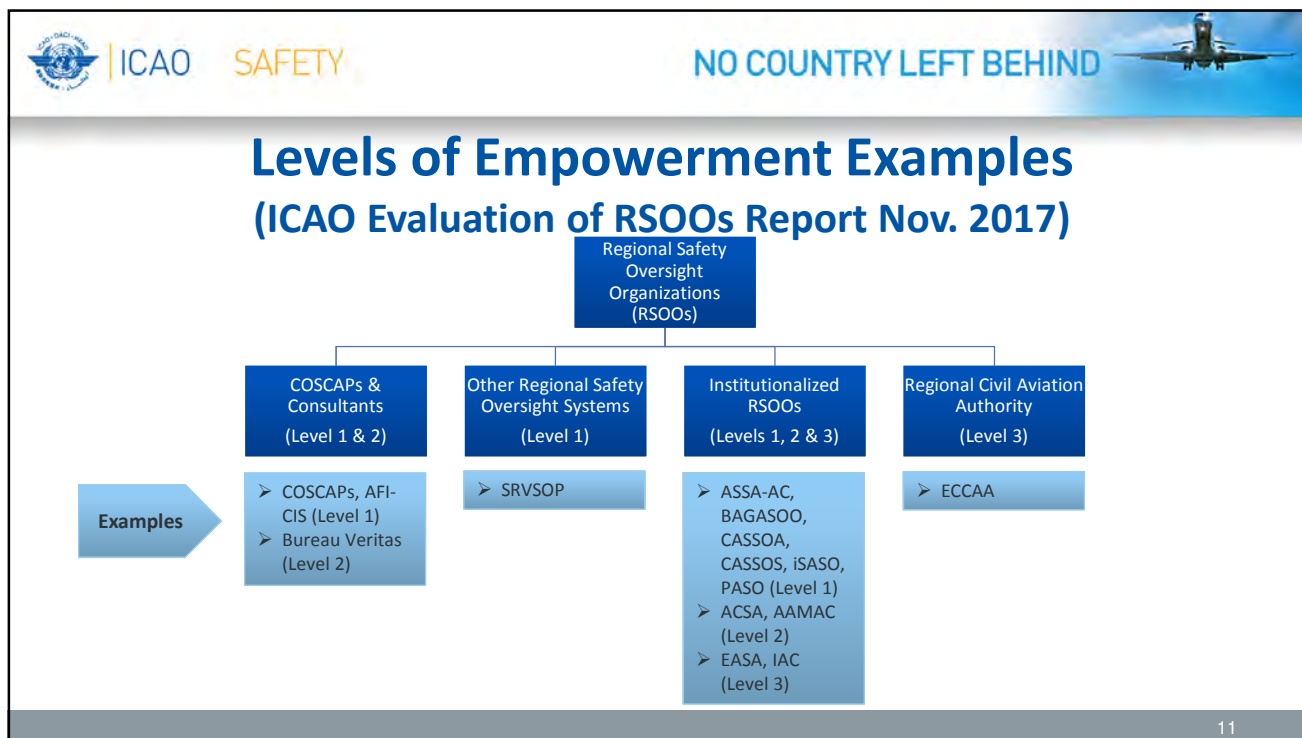 ICAO SAFETY
NO COUNTRY LEFT BEHIND
Levels of Empowerment Examples
(ICAO Evaluation of RSOOs Report Nov. 2017)
Regional Safety
Oversight
Organizations
(RSOOs)
COSCAPs &
Consultants
(Level 1 & 2)
Other Regional Safety
Oversight Systems
(Level 1)
Institutionalized
RSOOs
(Levels 1, 2 & 3)
Regional Civil Aviation
Authority
(Level 3)
Examples
➢ COSCAPs, AFI-
CIS (Level 1)
➢ Bureau Veritas
(Level 2)
➢ SRVSOP
➢ ASSA-AC,
BAGASOO,
CASSOA,
CASSOS, iSASO,
PASO (Level 1)
➢ ACSA, AAMAC
(Level 2)
➢ EASA, IAC
(Level 3)
➢ ECCAA
11